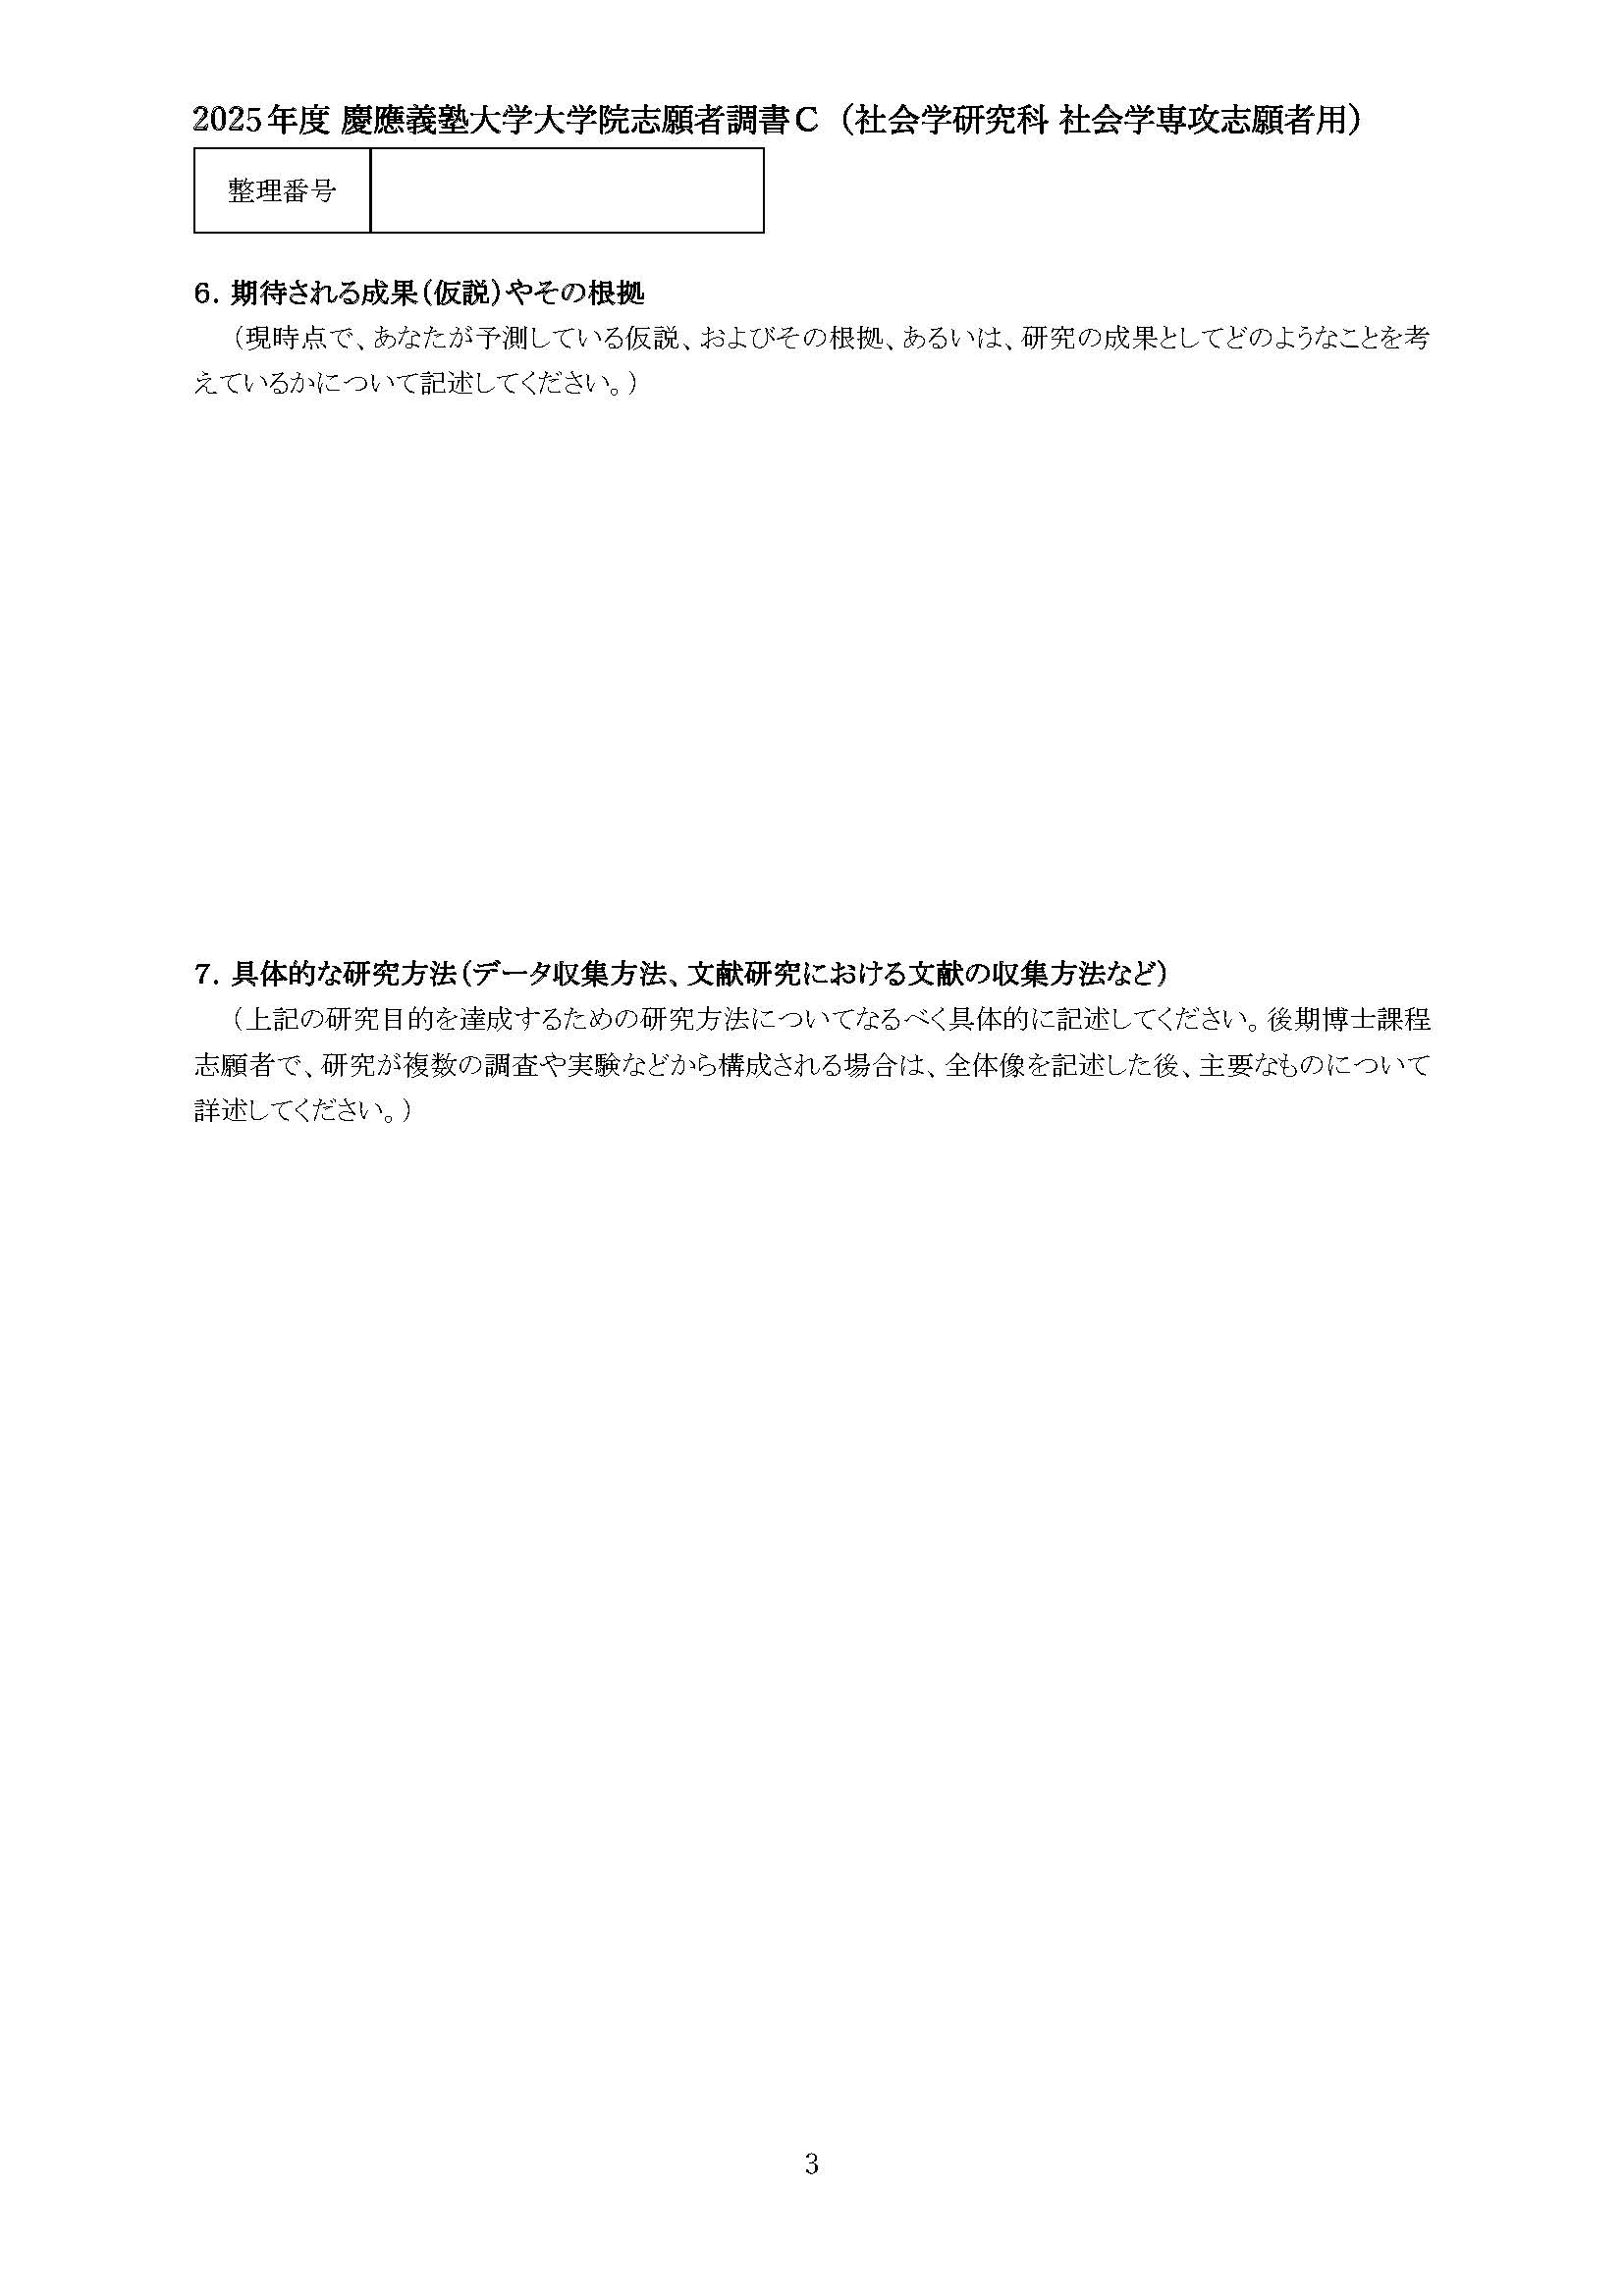 2025年度 慶應義塾大学大学院志願者調書C（社会学研究科 社会学専攻志願者用）
整理番号
6. 期待される成果（仮説）やその根拠
（現時点で、あなたが予測している仮説、およびその根拠、あるいは、研究の成果としてどのようなことを考
えているかについて記述してください。）
7. 具体的な研究方法（データ収集方法、文献研究における文献の収集方法など）
（上記の研究目的を達成するための研究方法についてなるべく具体的に記述してください。後期博士課程
志願者で、研究が複数の調査や実験などから構成される場合は、全体像を記述した後、主要なものについて
詳述してください。）
3